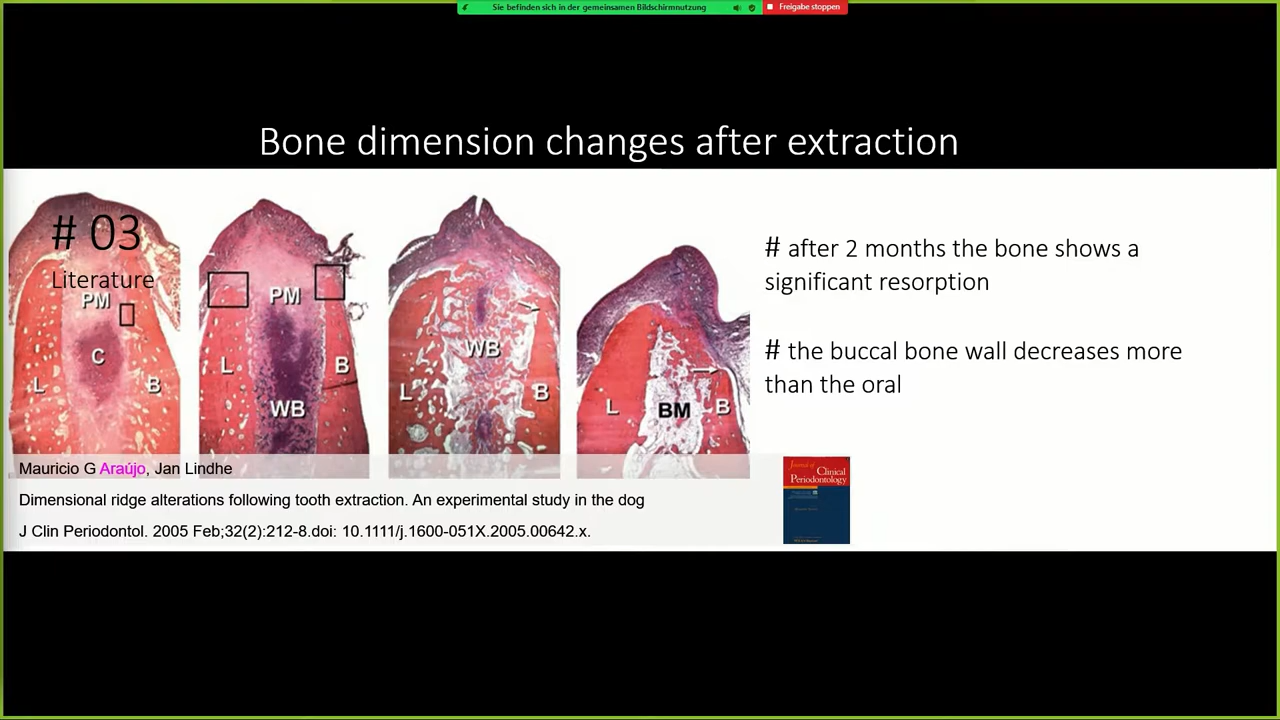 Sie befinden sich in der gemeinsamen Bildschirmnutzung
Freigabe stoppen
Bone dimension changes after extraction
# 03
Literature
PM
C
L
B
PM
L
B
WB
WB
L
B
L
BM
B
# after 2 months the bone shows a
significant resorption
# the buccal bone wall decreases more
than the oral
Mauricio G Araújo, Jan Lindhe
Dimensional ridge alterations following tooth extraction. An experimental study in the dog
J Clin Periodontol. 2005 Feb;32(2):212-8.doi: 10.1111/j.1600-051X.2005.00642.x.
Journal of
Clinical
Periodontology